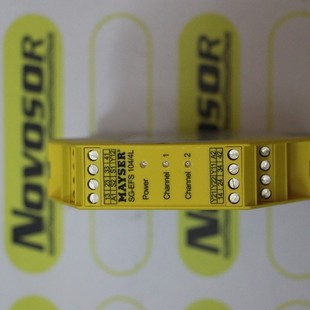 NOVOSOR
NOVOSOR
MAYSER
SG-EFS 104/4L
Power
Channel 1
Channel 2